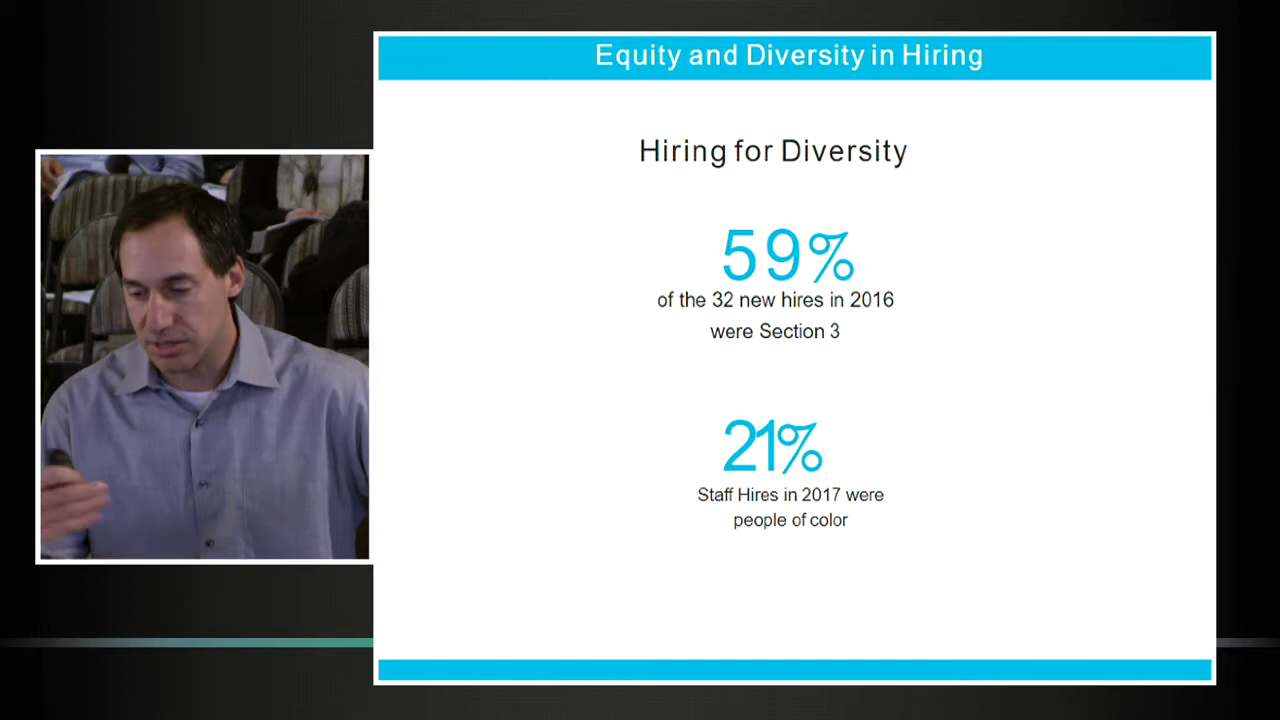 Equity and Diversity in Hiring
Hiring for Diversity
59%
of the 32 new hires in 2016
were Section 3
21%
Staff Hires in 2017 were
people of color